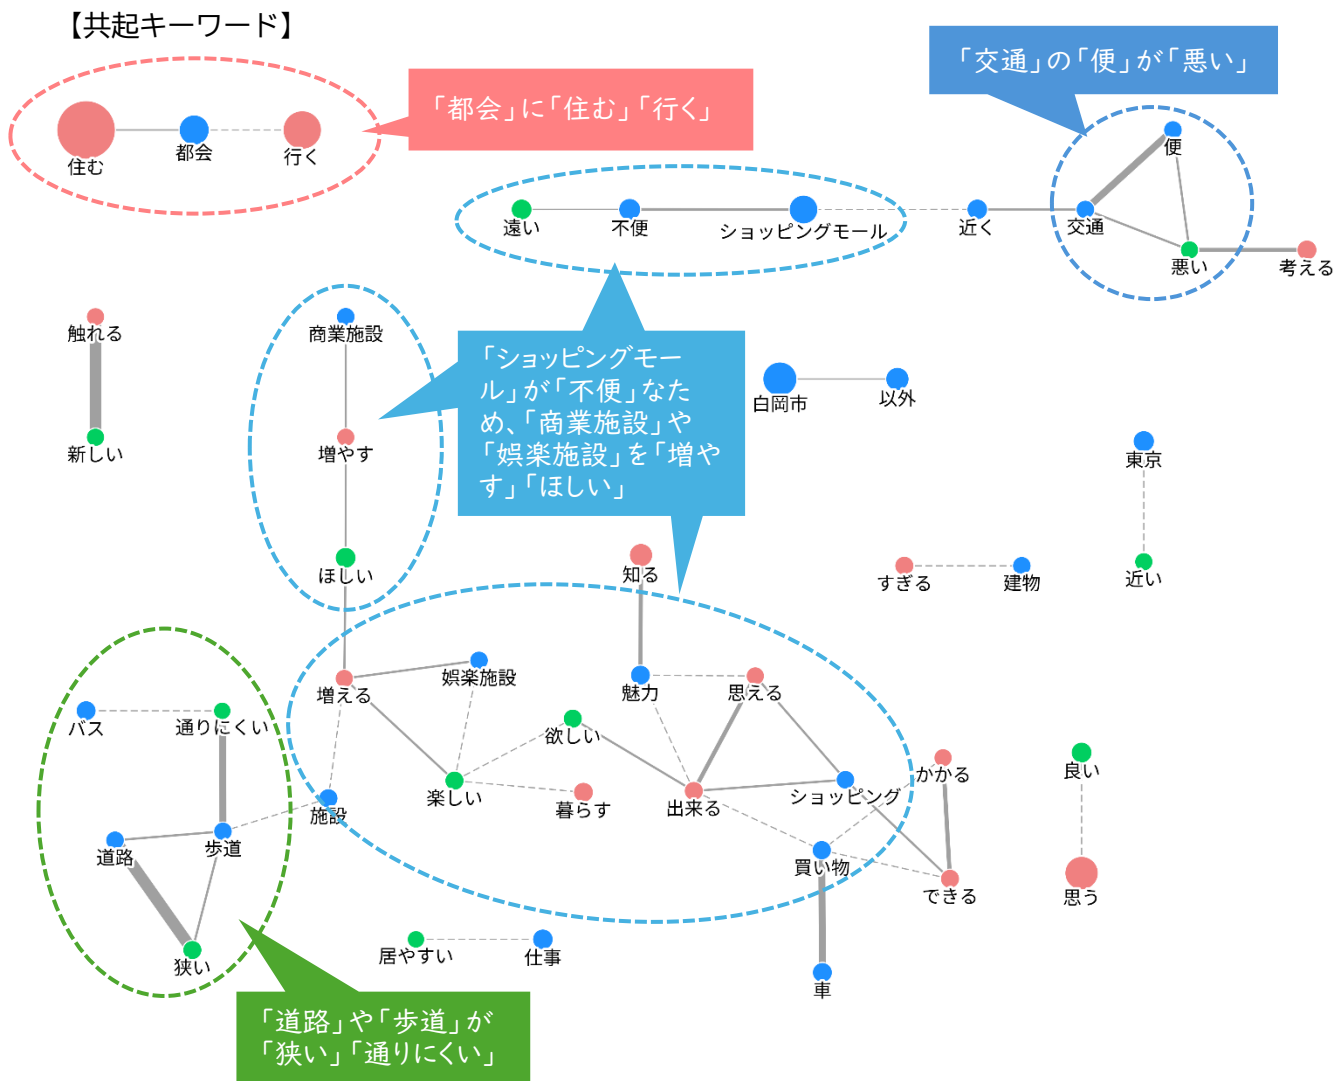 【共起キーワード】
「交通」の「便」が「悪い」
「都会」に「住む」「行く」
住む
都会
行く
便
遠い
不便
ショッピングモール
近く
交通
悪い
考える
触れる
商業施設
「ショッピングモー
ル」が「不便」なた
め、「商業施設」や
「娯楽施設」を「増や
す」「ほしい」
白岡市
以外
増やす
新しい
東京
ほしい
知る
すぎる
建物
近い
増える
娯楽施設
魅力
思える
バス
通りにくい
欲しい
楽しい
暮らす
出来る
ショッピング
かかる
良い
施設
道路
歩道
買い物
できる
思う
狭い
居やすい
仕事
車
「道路」や「歩道」が
「狭い」「通りにくい」